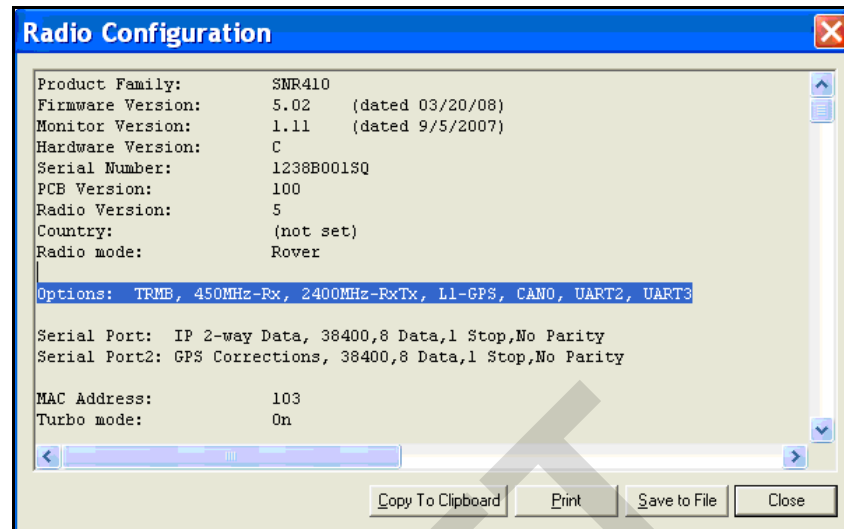 Radio Configuration
Product Family: SNR410
Firmware Version: 5.02 (dated 03/20/08)
Monitor Version: 1.11 (dated 9/5/2007)
Hardware Version: C
Serial Number: 1238B001SQ
PCB Version: 100
Radio Version: 5
Country: (not set)
Radio mode: Rover
Options: TRMB, 450MHz-Rx, 2400MHz-RxTx, L1-GPS, CAN0, UART2, UART3
Serial Port: IP 2-way Data, 38400,8 Data,1 Stop,No Parity
Serial Port2: GPS Corrections, 38400,8 Data,1 Stop,No Parity
MAC Address: 103
Turbo mode: On
Copy To Clipboard Print Save to File Close